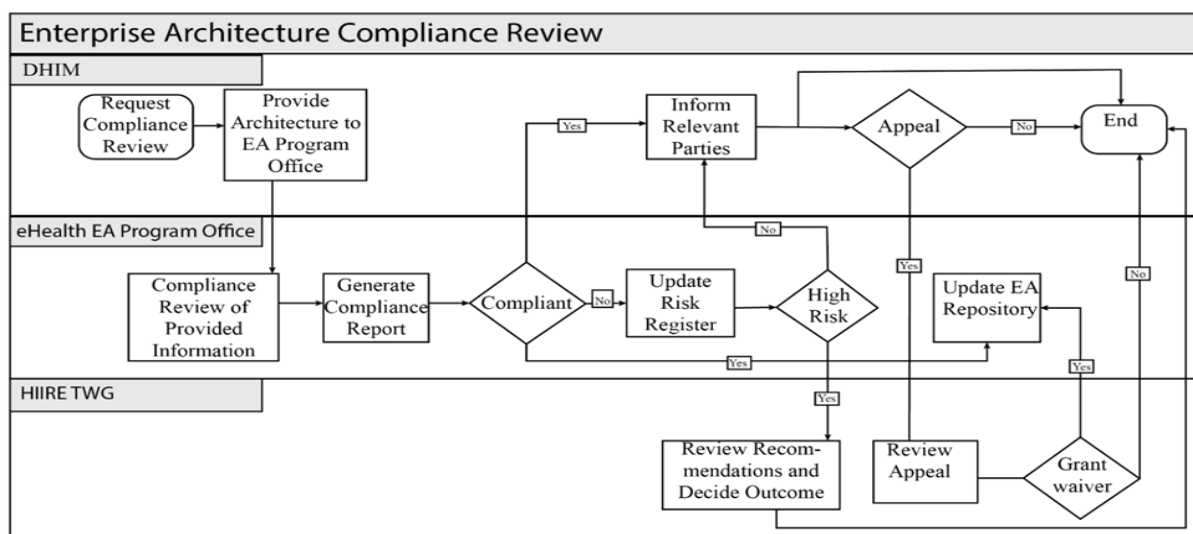 Enterprise Architecture Compliance Review
DHIM
Request
Compliance
Review
Provide
Architecture to
EA Program
Office
Yes
Inform
Relevant
Parties
Appeal
No
End
eHealth EA Program Office
Compliance
Review of
Provided
Information
Generate
Compliance
Report
Compliant
No
Update
Risk
Register
No
High
Risk
Yes
Update EA
Repository
No
Yes
Yes
HIIRE TWG
Yes
Review Recom-
mendations and
Decide Outcome
Review
Appeal
Grant
waiver